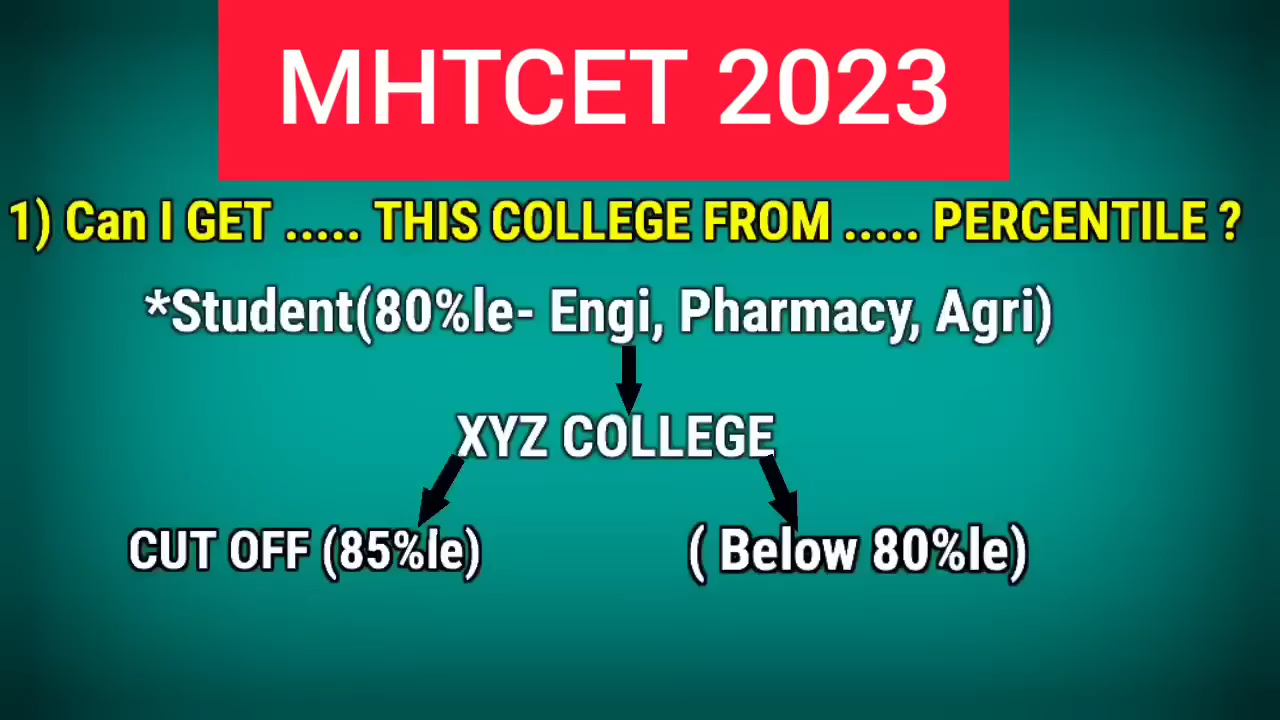 MHTCET 2023
1) Can I GET ..... THIS COLLEGE FROM ..... PERCENTILE ?
*Student(80%le- Engi, Pharmacy, Agri)
XYZ COLLEGE
CUT OFF (85%le)
( Below 80%le)